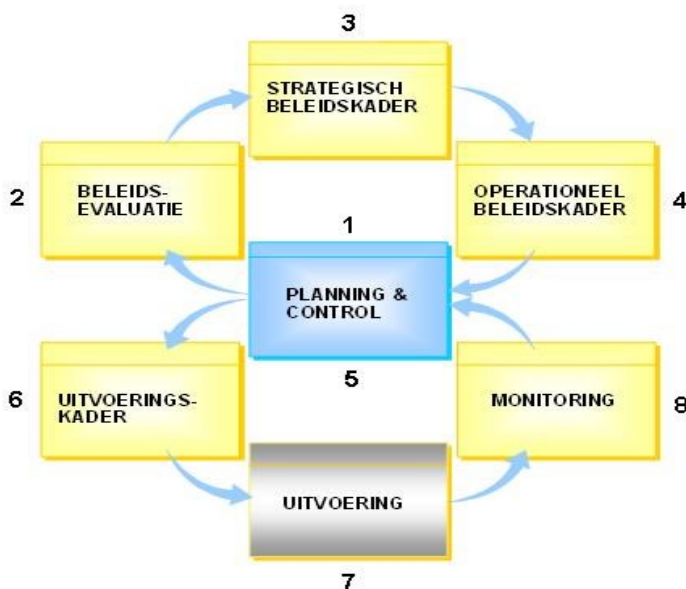 3
STRATEGISCH
BELEIDSKADER
2
BELEIDS-
EVALUATIE
OPERATIONEEL
BELEIDSKADER
4
1
PLANNING &
CONTROL
5
6
UITVOERINGS-
KADER
MONITORING
8
UITVOERING
7